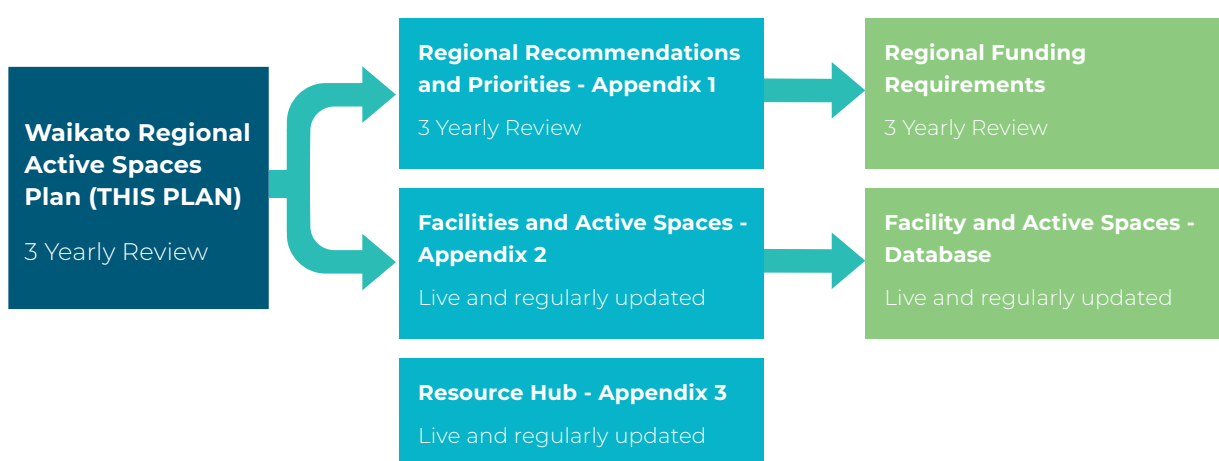 Waikato Regional
Active Spaces
Plan (THIS PLAN)
3 Yearly Review
Regional Recommendations
and Priorities - Appendix 1
3 Yearly Review
Regional Funding
Requirements
3 Yearly Review
Facilities and Active Spaces -
Appendix 2
Live and regularly updated
Facility and Active Spaces -
Database
Live and regularly updated
Resource Hub - Appendix 3
Live and regularly updated